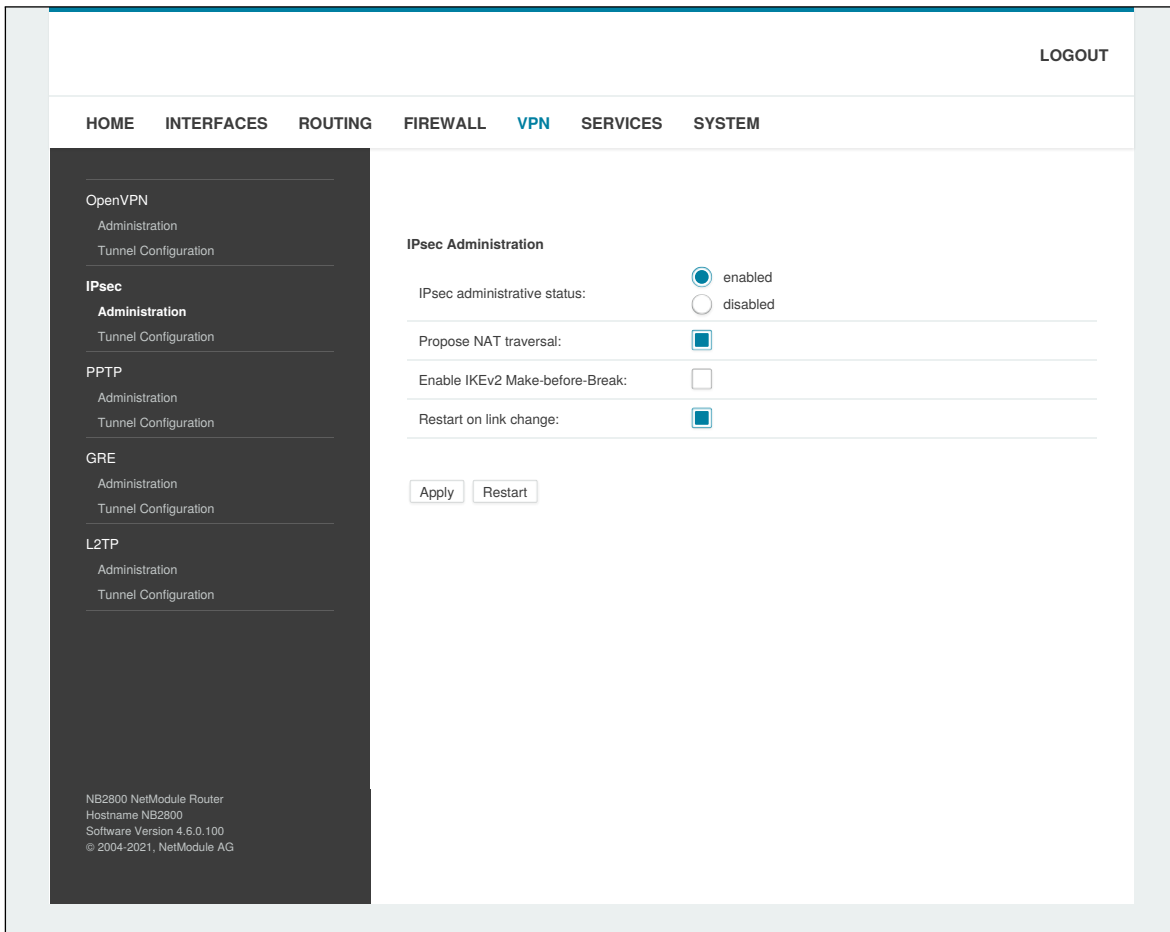 LOGOUT
HOME INTERFACES ROUTING FIREWALL VPN SERVICES SYSTEM
OpenVPN
Administration
Tunnel Configuration
IPsec
Administration
Tunnel Configuration
PPTP
Administration
Tunnel Configuration
GRE
Administration
Tunnel Configuration
L2TP
Administration
Tunnel Configuration
NB2800 NetModule Router
Hostname NB2800
Software Version 4.6.0.100
© 2004-2021, NetModule AG
IPsec Administration
IPsec administrative status:
enabled
disabled
Propose NAT traversal:
Enable IKEv2 Make-before-Break:
Restart on link change:
Apply Restart